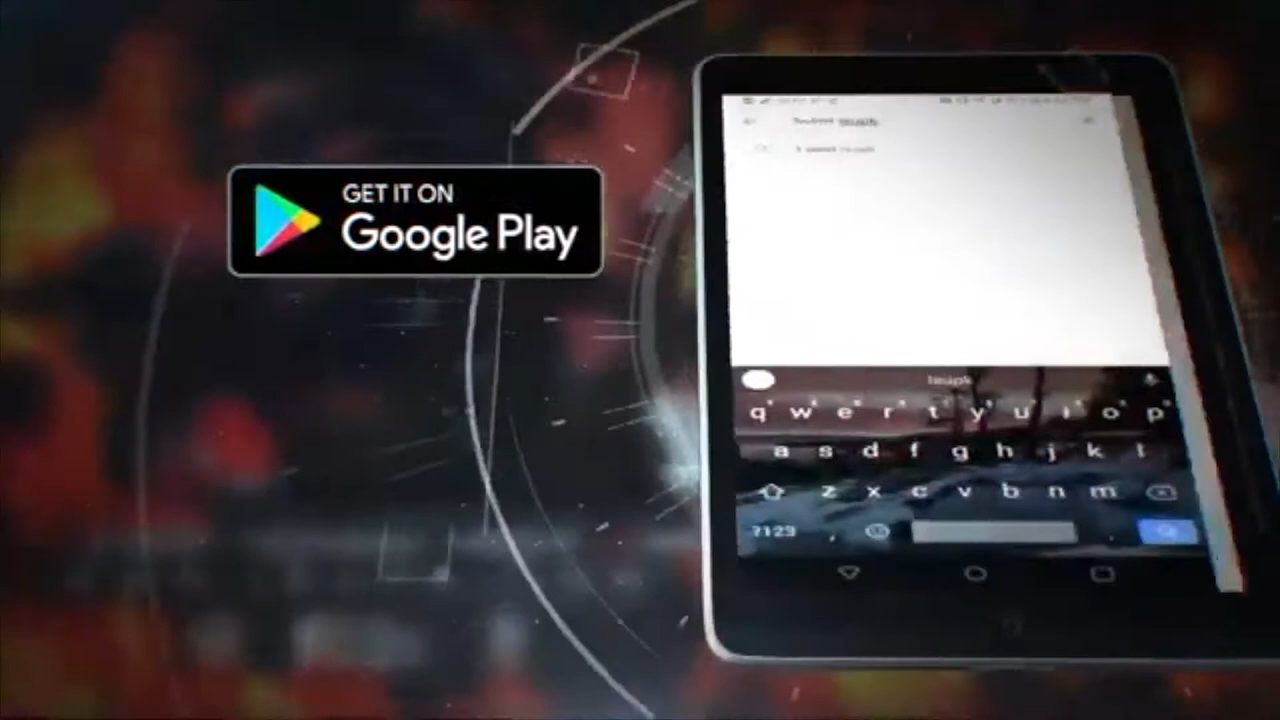 GET IT ON
Google Play
q w e r t y u i o p
a s d f g h j k l
z x c v b n m
?123 , .